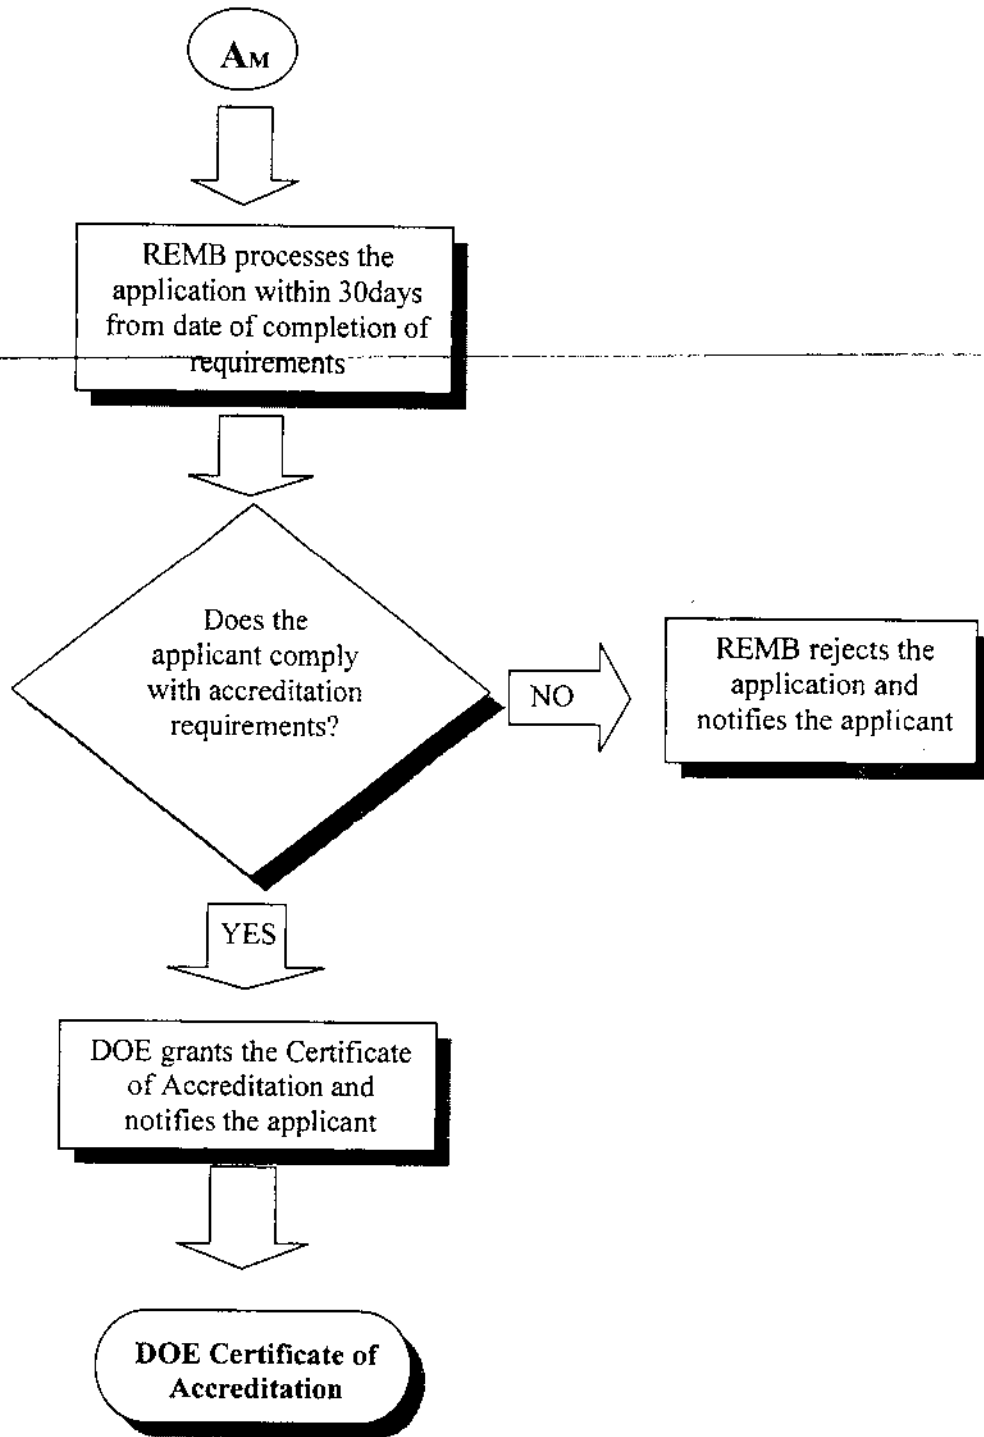 AM
REMB processes the
application within 30days
from date of completion of
requirements
Does the
applicant comply
with accreditation
requirements?
NO
REMB rejects the
application and
notifies the applicant
YES
DOE grants the Certificate
of Accreditation and
notifies the applicant
DOE Certificate of
Accreditation